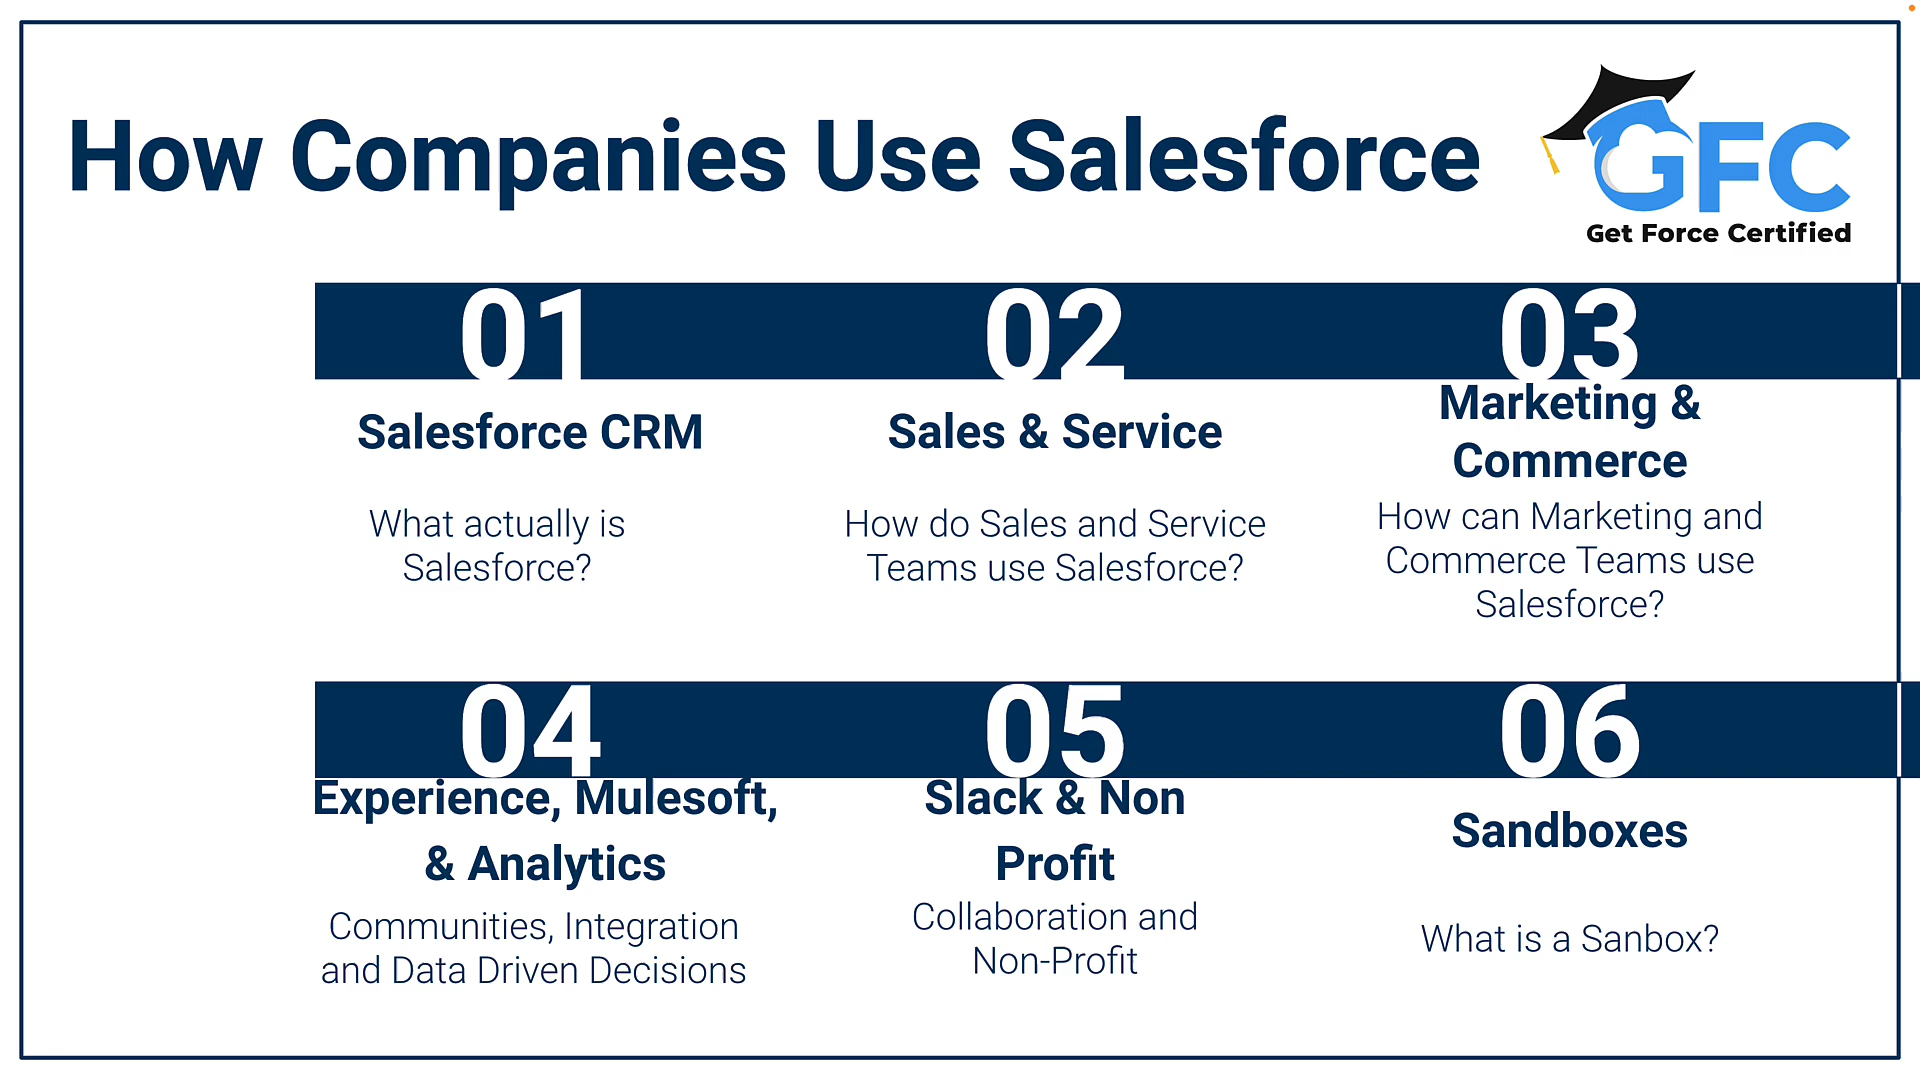 How Companies Use Salesforce
GFC
Get Force Certified
01
Salesforce CRM
What actually is
Salesforce?
02
Sales & Service
How do Sales and Service
Teams use Salesforce?
03
Marketing &
Commerce
How can Marketing and
Commerce Teams use
Salesforce?
04
Experience, Mulesoft,
& Analytics
Communities, Integration
and Data Driven Decisions
05
Slack & Non
Profit
Collaboration and
Non-Profit
06
Sandboxes
What is a Sanbox?